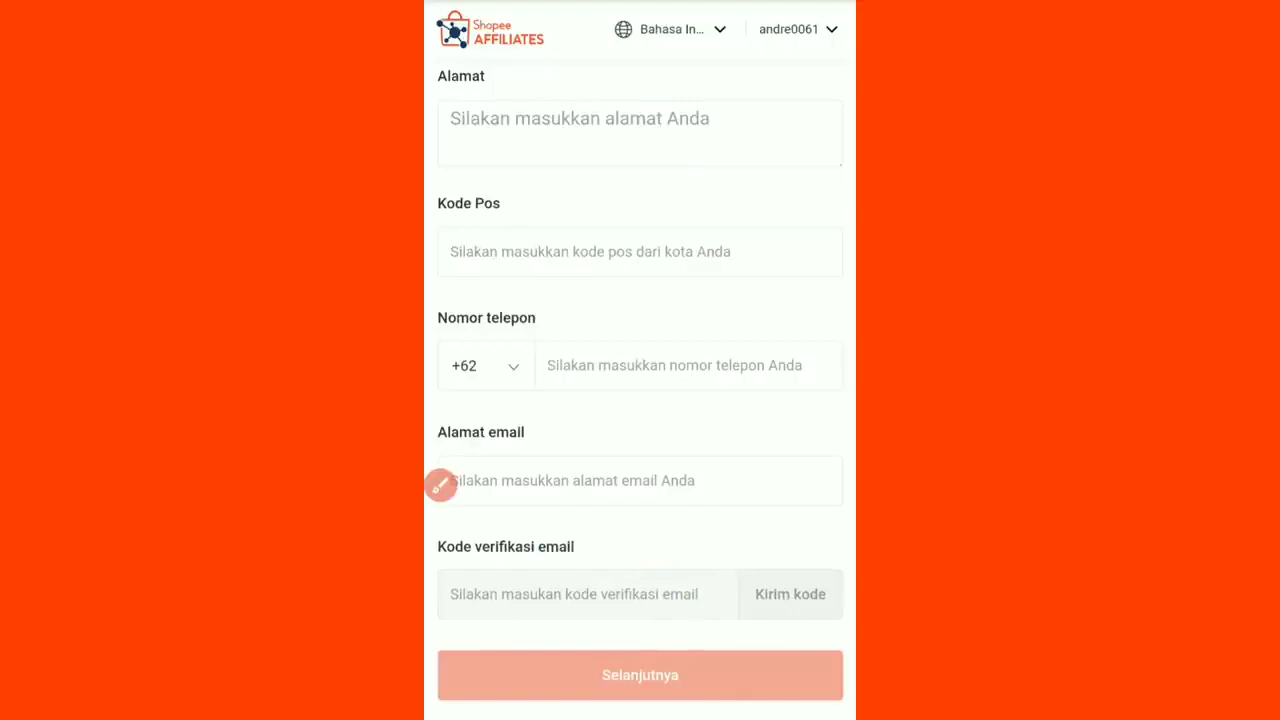 Shopee
AFFILIATES
Bahasa In...
andre0061
Alamat
Silakan masukkan alamat Anda
Kode Pos
Silakan masukkan kode pos dari kota Anda
Nomor telepon
+62
Silakan masukkan nomor telepon Anda
Alamat email
Silakan masukkan alamat email Anda
Kode verifikasi email
Silakan masukan kode verifikasi email
Kirim kode
Selanjutnya